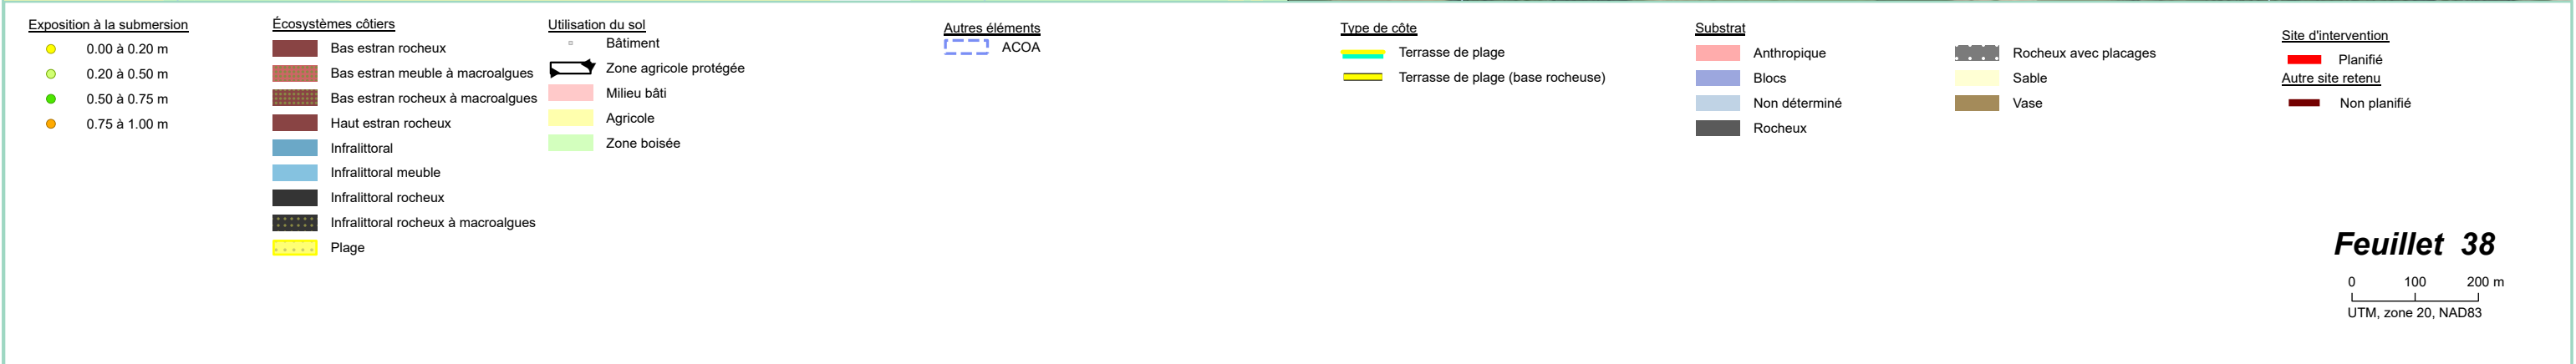 Exposition à la submersion
0.00 à 0.20 m
0.20 à 0.50 m
0.50 à 0.75 m
0.75 à 1.00 m
Écosystèmes côtiers
Bas estran rocheux
Bas estran meuble à macroalgues
Bas estran rocheux à macroalgues
Haut estran rocheux
Infralittoral
Infralittoral meuble
Infralittoral rocheux
Infralittoral rocheux à macroalgues
Plage
Utilisation du sol
Bâtiment
Zone agricole protégée
Milieu bâti
Agricole
Zone boisée
Autres éléments
ACOA
Type de côte
Terrasse de plage
Terrasse de plage (base rocheuse)
Substrat
Anthropique
Blocs
Non déterminé
Rocheux
Rocheux avec placages
Sable
Vase
Site d'intervention
Planifié
Autre site retenu
Non planifié
Feuillet 38
0 100 200 m
UTM, zone 20, NAD83